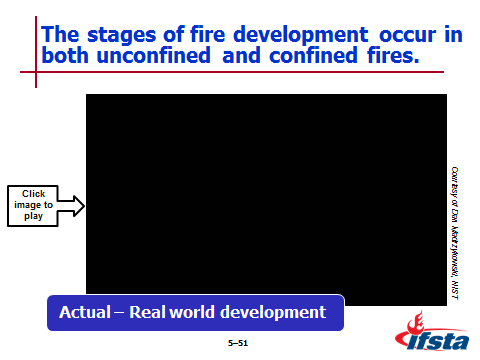 The stages of fire development occur in
both unconfined and confined fires.
Click
image to
play
Courtesy of Dan Madrzykowski, NIST
Actual – Real world development
5–51
ifsta